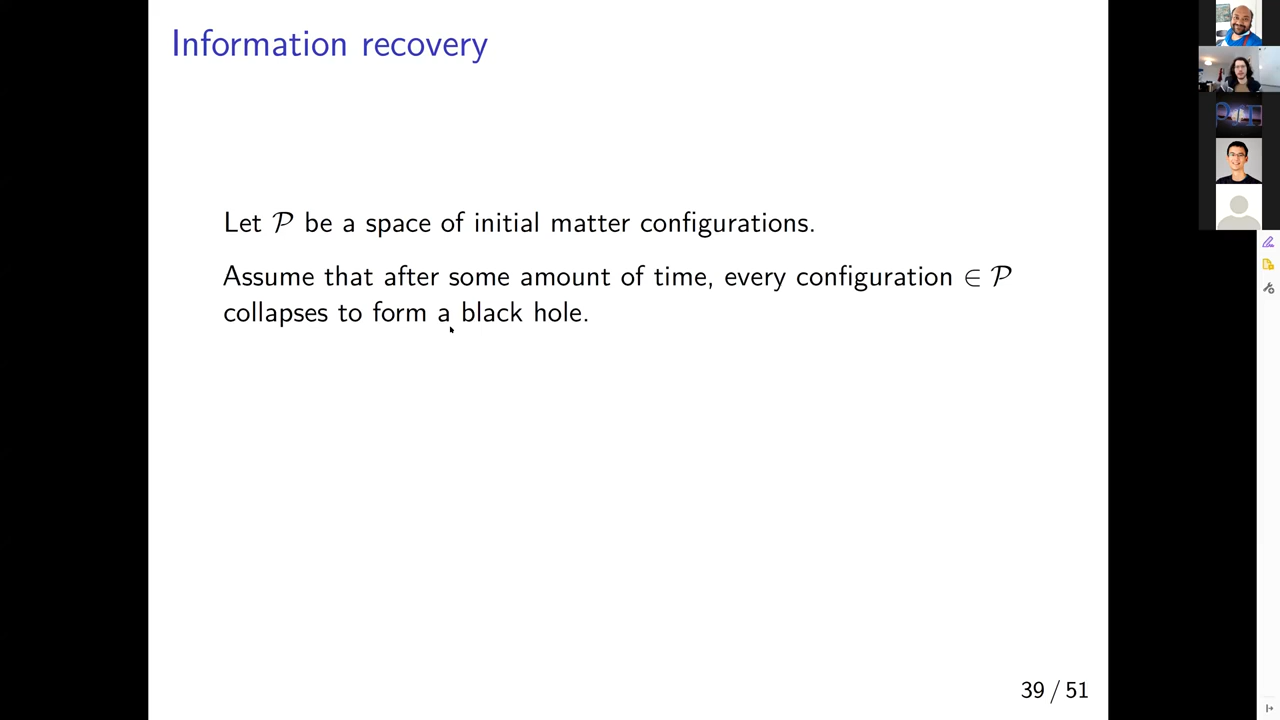 Information recovery
Let 𝒫 be a space of initial matter configurations.
Assume that after some amount of time, every configuration ∈ 𝒫
collapses to form a black hole.
39 / 51